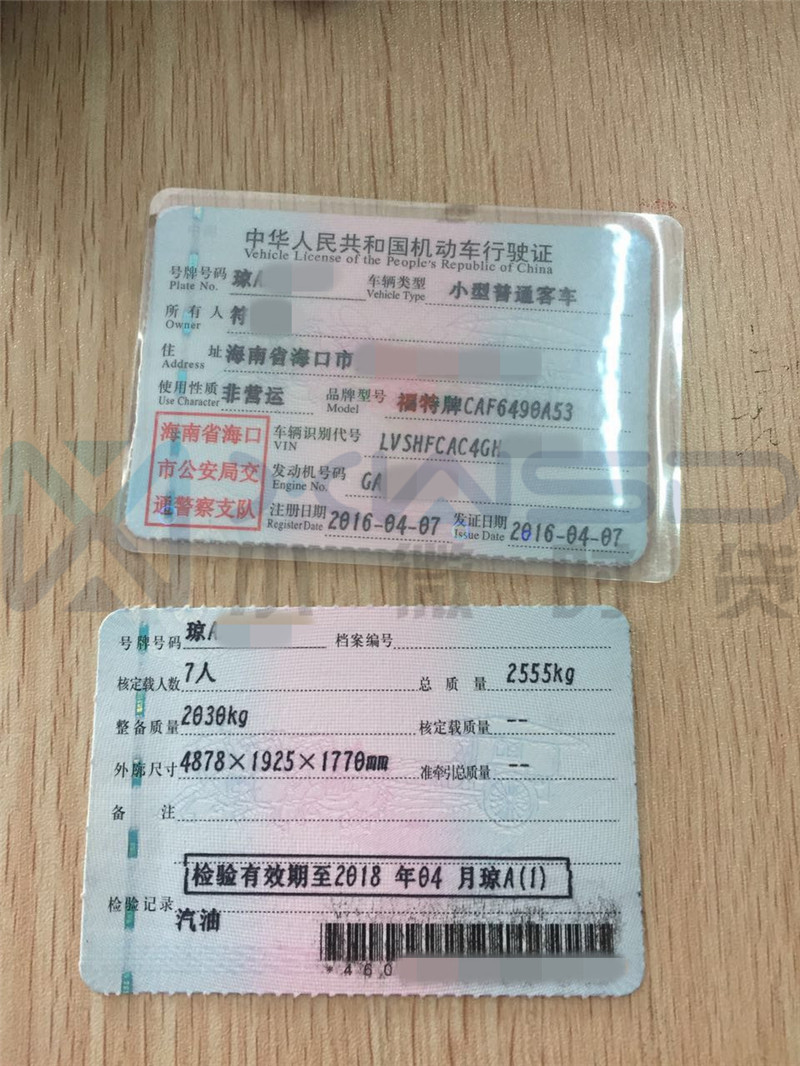 中华人民共和国机动车行驶证
Vehicle License of the People's Republic of China
号牌号码 琼A 车辆类型 小型普通客车
Plate No. Vehicle Type
所有人 符
Owner
住址 海南省海口市
Address
使用性质 非营运 品牌型号 福特牌CAF6490A53
Use Character Model
海南省海口
市公安局交
通警察支队
车辆识别代号 LVSHFCAC4GH
VIN
发动机号码 GA
Engine No.
注册日期 2016-04-07 发证日期 2016-04-07
Register Date Issue Date
号牌号码 琼A 档案编号
核定载人数 7人 总质量 2555kg
整备质量 2030kg 核定载质量 --
外廓尺寸 4878×1925×1770mm 准牵引总质量 --
备注
检验有效期至2018年04月琼A(1)
检验记录
汽油
*460